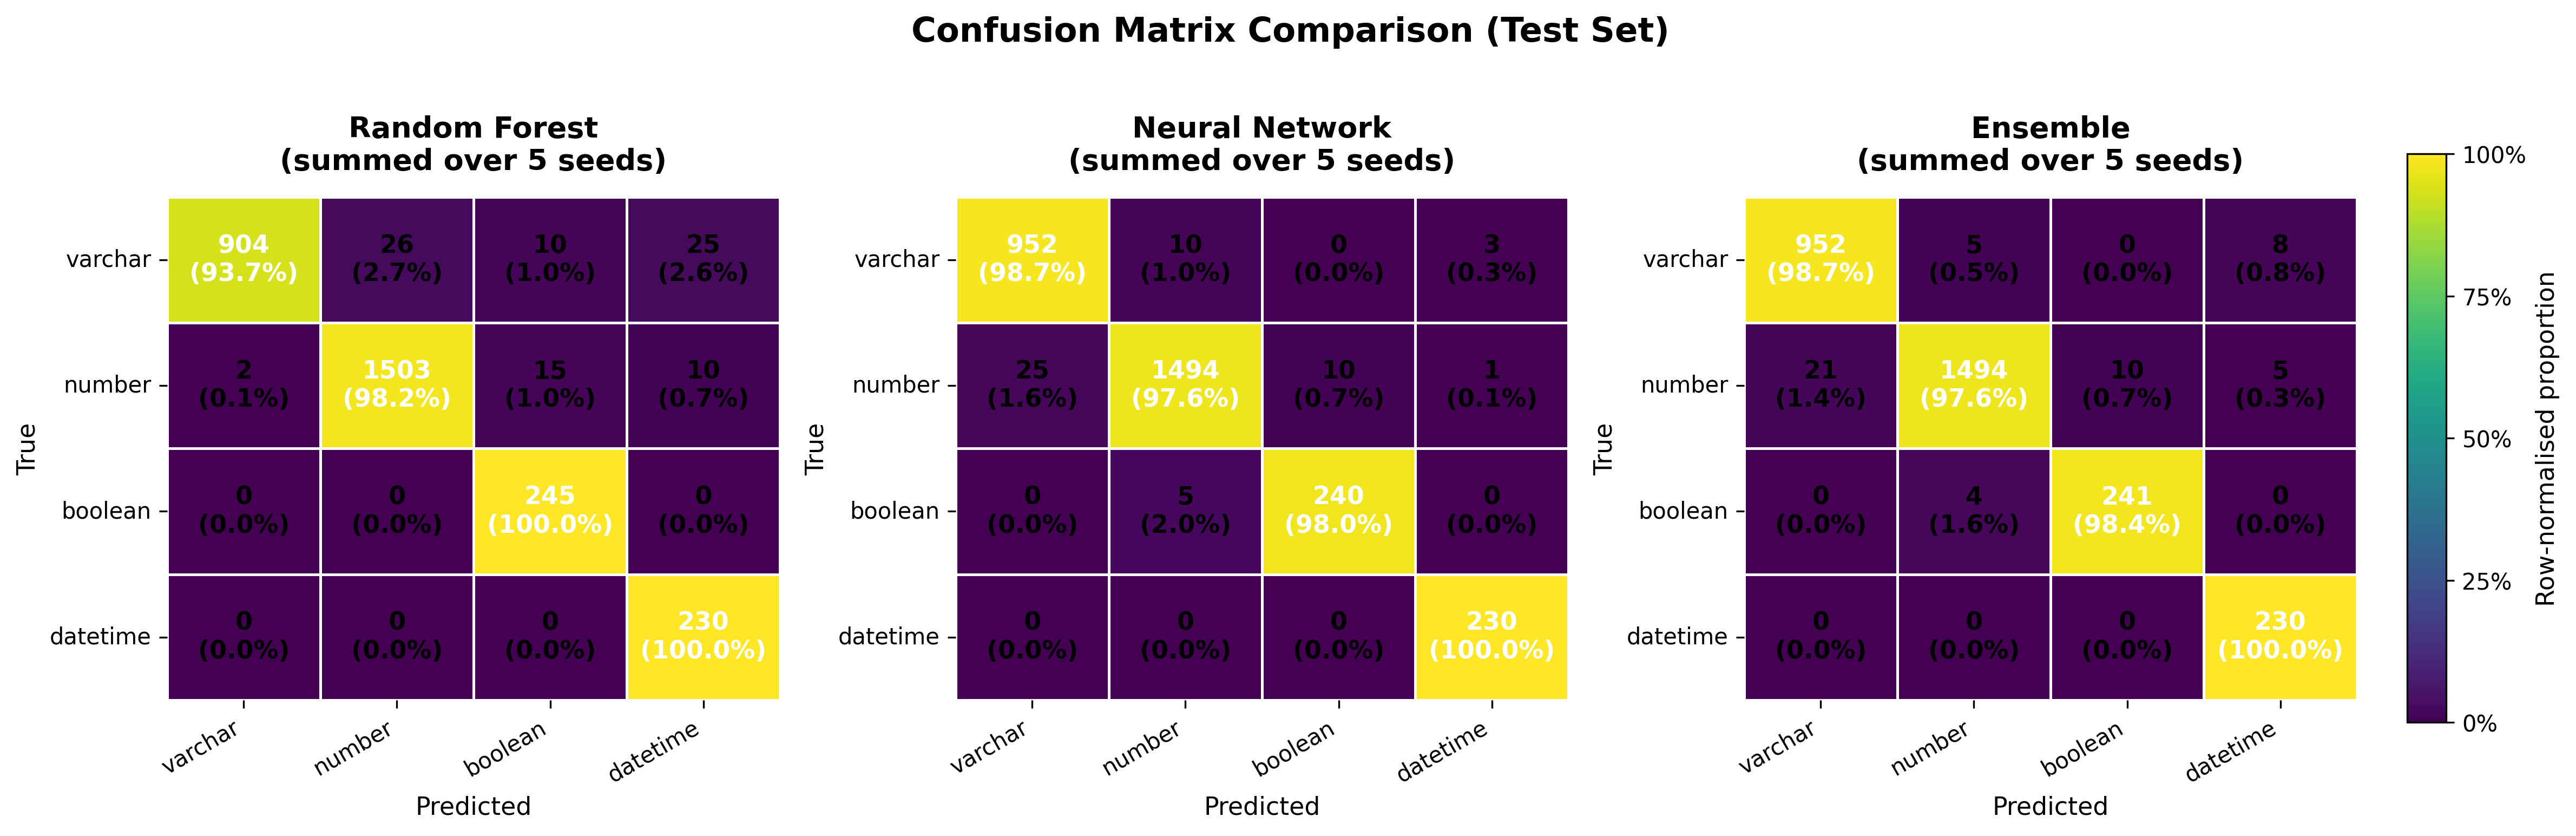 Confusion Matrix Comparison (Test Set)
Random Forest
(summed over 5 seeds)
True
varchar
904
(93.7%)
26
(2.7%)
10
(1.0%)
25
(2.6%)
number
2
(0.1%)
1503
(98.2%)
15
(1.0%)
10
(0.7%)
boolean
0
(0.0%)
0
(0.0%)
245
(100.0%)
0
(0.0%)
datetime
0
(0.0%)
0
(0.0%)
0
(0.0%)
230
(100.0%)
varchar
number
boolean
datetime
Predicted
Neural Network
(summed over 5 seeds)
True
varchar
952
(98.7%)
10
(1.0%)
0
(0.0%)
3
(0.3%)
number
25
(1.6%)
1494
(97.6%)
10
(0.7%)
1
(0.1%)
boolean
0
(0.0%)
5
(2.0%)
240
(98.0%)
0
(0.0%)
datetime
0
(0.0%)
0
(0.0%)
0
(0.0%)
230
(100.0%)
varchar
number
boolean
datetime
Predicted
Ensemble
(summed over 5 seeds)
True
varchar
952
(98.7%)
5
(0.5%)
0
(0.0%)
8
(0.8%)
number
21
(1.4%)
1494
(97.6%)
10
(0.7%)
5
(0.3%)
boolean
0
(0.0%)
4
(1.6%)
241
(98.4%)
0
(0.0%)
datetime
0
(0.0%)
0
(0.0%)
0
(0.0%)
230
(100.0%)
varchar
number
boolean
datetime
Predicted
100%
75%
50%
25%
0%
Row-normalised proportion